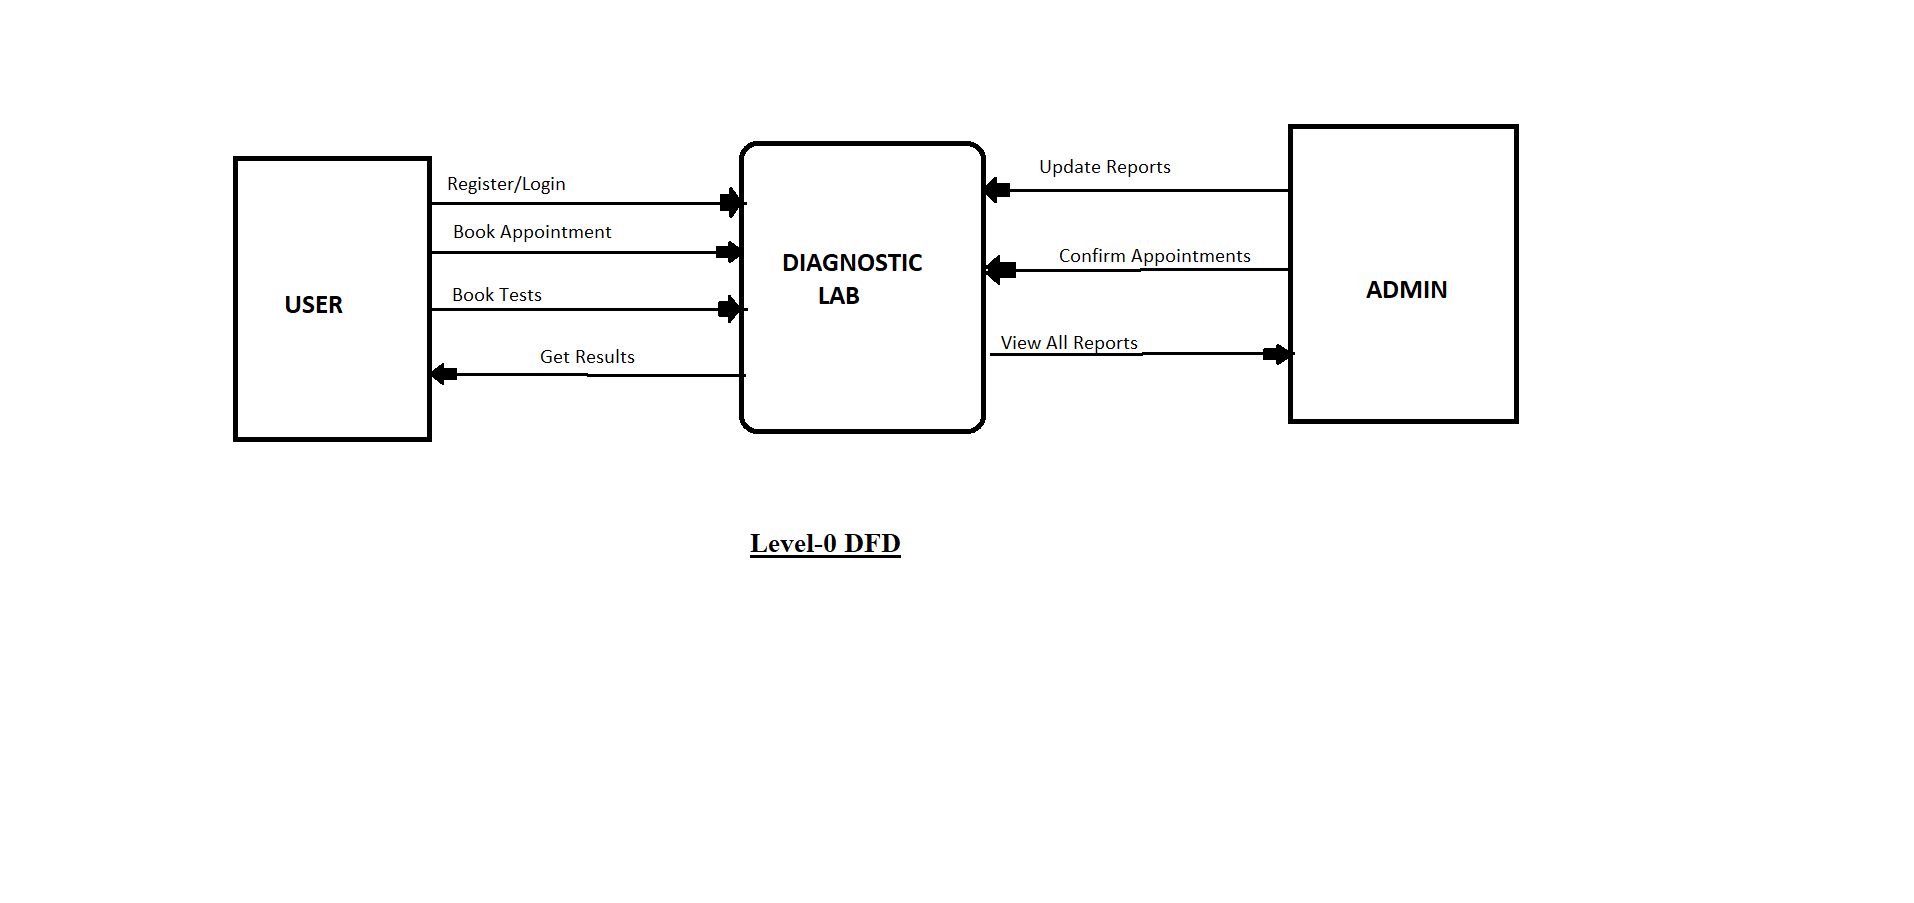 USER
Register/Login
Book Appointment
Book Tests
Get Results
DIAGNOSTIC
LAB
Update Reports
Confirm Appointments
View All Reports
ADMIN
Level-0 DFD